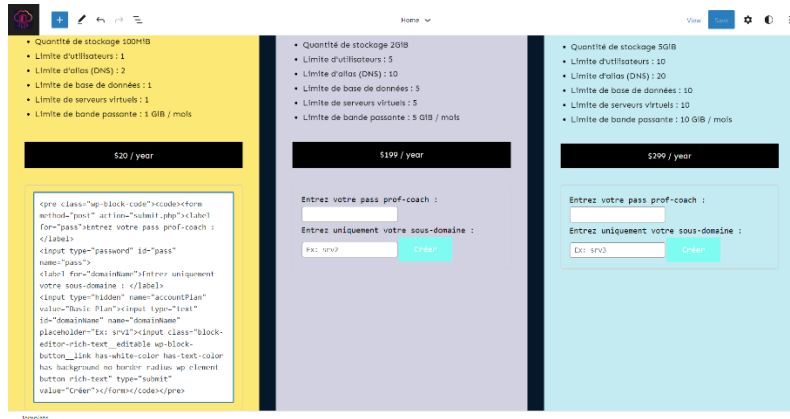 Home
View
Save
• Quantité de stockage 100MiB
• Limite d'utilisateurs : 1
• Limite d'alias (DNS) : 2
• Limite de base de données : 1
• Limite de serveurs virtuels : 1
• Limite de bande passante : 1 GiB / mois
$20 / year
<pre class="wp-block-code"><code><form
method="post" action="submit.php"><label
for="pass">Entrez votre pass prof-coach :
</label>
<input type="password" id="pass"
name="pass">
<label for="domainName">Entrer uniquement
votre sous-domaine : </label>
<input type="hidden" name="accountPlan"
value="Basic Plan"><input type="text"
id="domainName" name="domainName"
placeholder="Ex: srv1"><input class="block-
editor-rich-text__editable wp-block-
button__link has-white-color has-text-color
has-background no-border-radius wp-element-
button rich-text" type="submit"
value="Créer"></form></code></pre>
• Quantité de stockage 2GiB
• Limite d'utilisateurs : 5
• Limite d'alias (DNS) : 10
• Limite de base de données : 5
• Limite de serveurs virtuels : 5
• Limite de bande passante : 5 GiB / mois
$199 / year
Entrez votre pass prof-coach :
Entrez uniquement votre sous-domaine :
Ex: srv2
Créer
• Quantité de stockage 5GiB
• Limite d'utilisateurs : 10
• Limite d'alias (DNS) : 20
• Limite de base de données : 10
• Limite de serveurs virtuels : 10
• Limite de bande passante : 10 GiB / mois
$299 / year
Entrez votre pass prof-coach :
Entrez uniquement votre sous-domaine :
Ex: srv3
Créer
Template